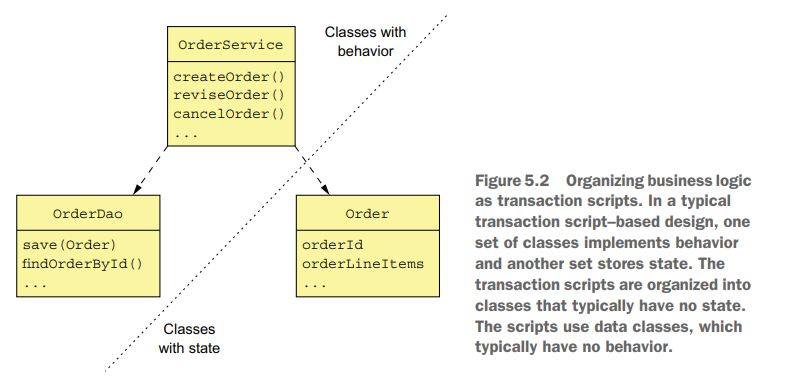 Classes with
behavior
OrderService
createOrder()
reviseOrder()
cancelOrder()
...
OrderDao
save(Order)
findOrderById()
...
Order
orderId
orderLineItems
...
Classes
with state
Figure 5.2 Organizing business logic
as transaction scripts. In a typical
transaction script–based design, one
set of classes implements behavior
and another set stores state. The
transaction scripts are organized into
classes that typically have no state.
The scripts use data classes, which
typically have no behavior.